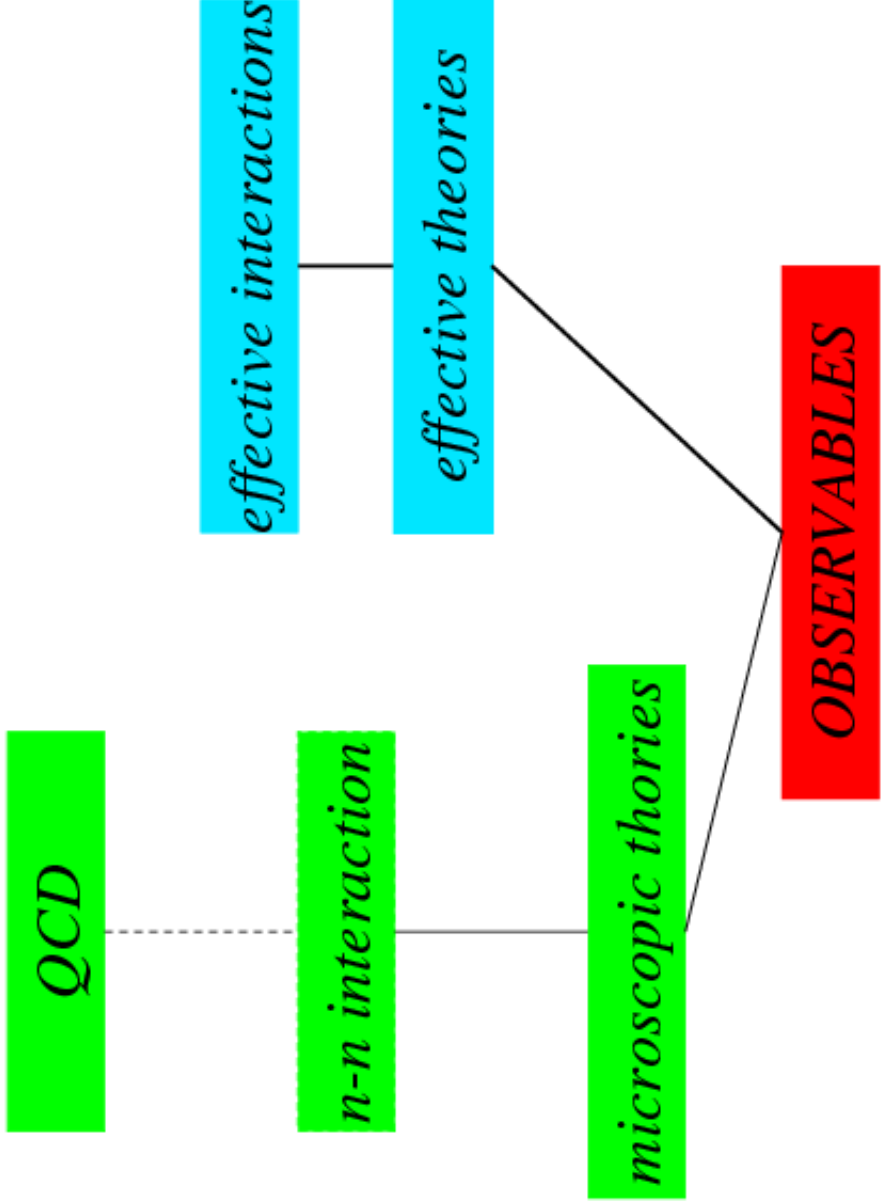 QCD
n-n interaction
microscopic thories
effective interactions
effective theories
OBSERVABLES